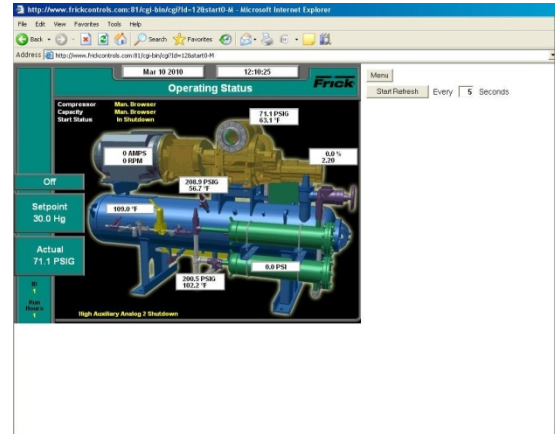 http://www.frickcontrols.com:81/cgi-bin/cgi?Id=12&start0-M - Microsoft Internet Explorer
File Edit View Favorites Tools Help
Back Search Favorites
Address http://www.frickcontrols.com:81/cgi-bin/cgi?Id=12&start0-M
Mar 10 2010 12:10:25
Operating Status
Frick
Menu
Start Refresh Every 5 Seconds
Compressor Man. Browser
Capacity Man. Browser
Start Status In Shutdown
71.1 PSIG
63.1 °F
0 AMPS
0 RPM
0.0 %
2.20
Off
208.9 PSIG
56.7 °F
Setpoint
30.0 Hg
109.0 °F
Actual
71.1 PSIG
0.0 PSI
200.5 PSIG
102.2 °F
ID
1
Run
Hours
1
High Auxiliary Analog 2 Shutdown